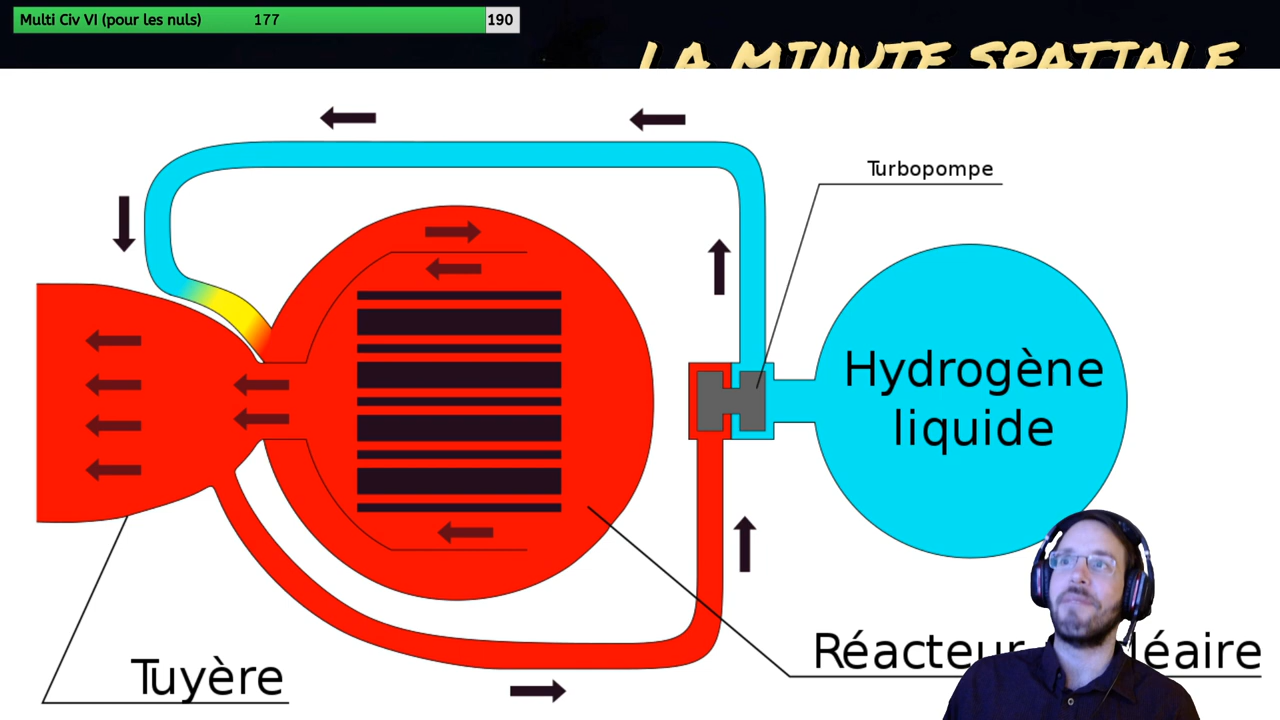 Multi Civ VI (pour les nuls) 177 190
LA MINUTE SPATIALE
Turbopompe
Hydrogène
liquide
Réacteur
Tuyère